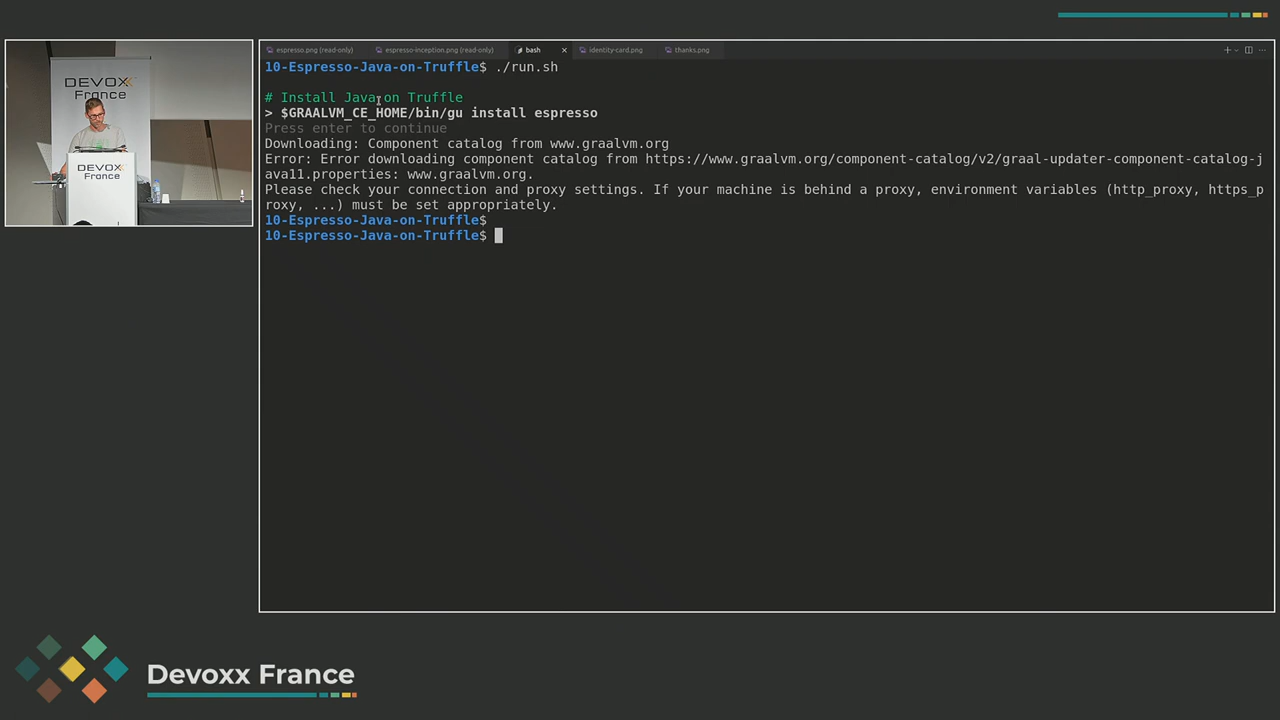 espresso.png (read-only) espresso-inception.png (read-only) bash identity-card.png thanks.png
10-Espresso-Java-on-Truffle$ ./run.sh
# Install Java on Truffle
> $GRAALVM_CE_HOME/bin/gu install espresso
Press enter to continue
Downloading: Component catalog from www.graalvm.org
Error: Error downloading component catalog from https://www.graalvm.org/component-catalog/v2/graal-updater-component-catalog-j
ava11.properties: www.graalvm.org.
Please check your connection and proxy settings. If your machine is behind a proxy, environment variables (http_proxy, https_p
roxy, ...) must be set appropriately.
10-Espresso-Java-on-Truffle$
10-Espresso-Java-on-Truffle$
DEVOXX
France
DEVOXX
France
Devoxx France